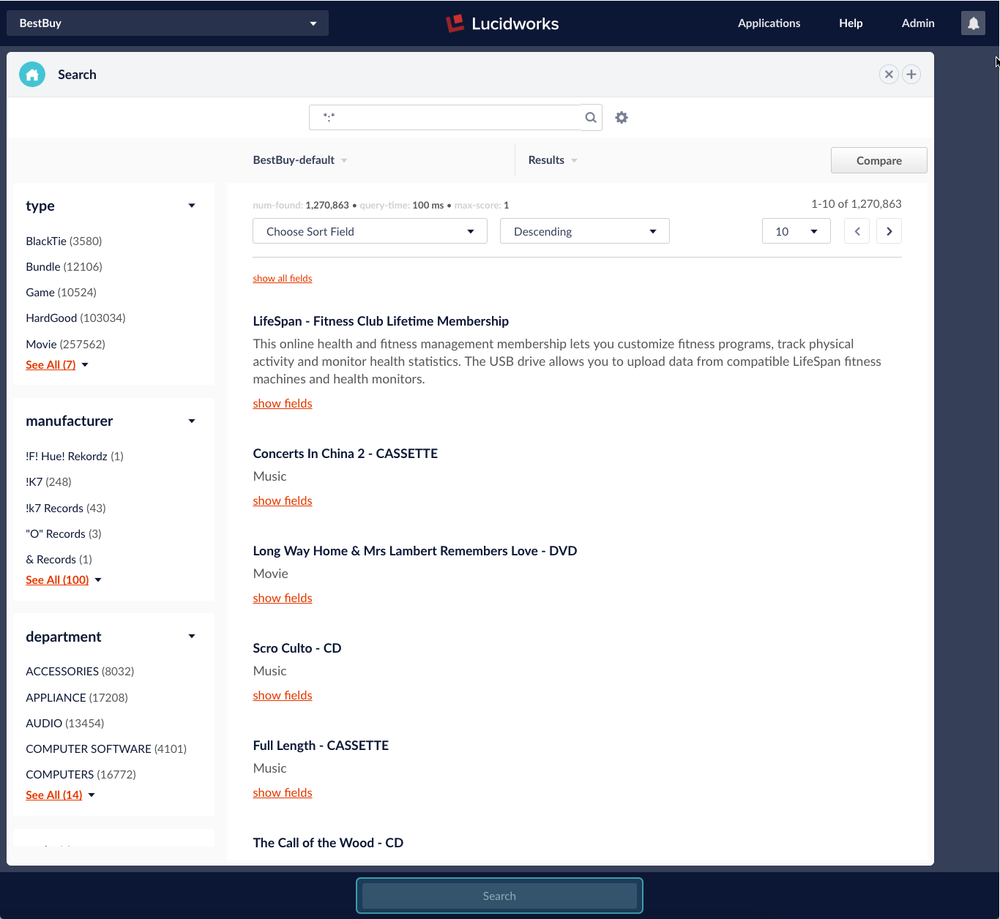 BestBuy
Lucidworks
Applications
Help
Admin
Search
*:*
BestBuy-default
Results
Compare
type
BlackTie (3580)
Bundle (12106)
Game (10524)
HardGood (103034)
Movie (257562)
See All (7)
manufacturer
!F! Hue! Rekordz (1)
!K7 (248)
!k7 Records (43)
"O" Records (3)
& Records (1)
See All (100)
department
ACCESSORIES (8032)
APPLIANCE (17208)
AUDIO (13454)
COMPUTER SOFTWARE (4101)
COMPUTERS (16772)
See All (14)
num-found: 1,270,863 • query-time: 100 ms • max-score: 1
1-10 of 1,270,863
Choose Sort Field
Descending
10
show all fields
LifeSpan - Fitness Club Lifetime Membership
This online health and fitness management membership lets you customize fitness programs, track physical
activity and monitor health statistics. The USB drive allows you to upload data from compatible LifeSpan fitness
machines and health monitors.
show fields
Concerts In China 2 - CASSETTE
Music
show fields
Long Way Home & Mrs Lambert Remembers Love - DVD
Movie
show fields
Scro Culto - CD
Music
show fields
Full Length - CASSETTE
Music
show fields
The Call of the Wood - CD
Search